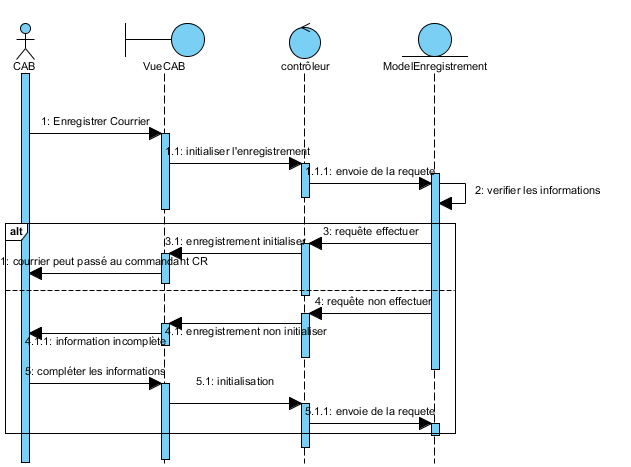 CAB
VueCAB
contrôleur
ModelEnregistrement
1: Enregistrer Courrier
1.1: initialiser l'enregistrement
1.1.1: envoie de la requete
2: verifier les informations
alt
3: requête effectuer
3.1: enregistrement initialiser
1: courrier peut passé au commandant CR
4: requête non effectuer
4.1: enregistrement non initialiser
4.1.1: information incomplète
5: compléter les informations
5.1: initialisation
5.1.1: envoie de la requete